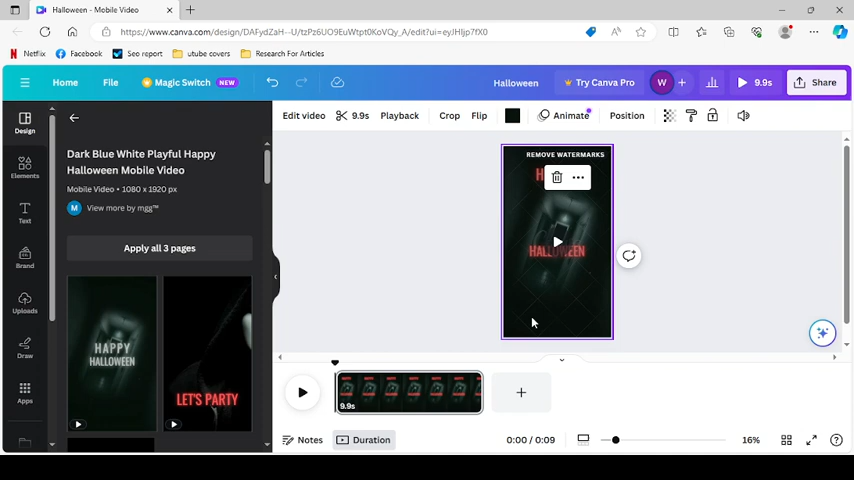 Halloween - Mobile Video
https://www.canva.com/design/DAFydZaH--U/tzPz6UO9EuWtpt0KoVQy_A/edit?ui=eyJHIjp7fX0
Netflix
Facebook
Seo report
utube covers
Research For Articles
Home
File
Magic Switch
NEW
Halloween
Try Canva Pro
W
9.9s
Share
Design
Elements
Text
Brand
Uploads
Draw
Apps
Dark Blue White Playful Happy
Halloween Mobile Video
Mobile Video • 1080 x 1920 px
M
View more by mgg™
Apply all 3 pages
HAPPY
HALLOWEEN
LET'S PARTY
Edit video
9.9s
Playback
Crop
Flip
Animate
Position
REMOVE WATERMARKS
HALLOWEEN
9.9s
Notes
Duration
0:00 / 0:09
16%